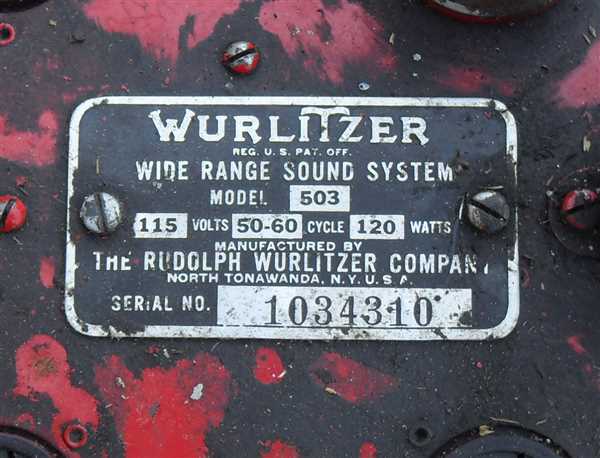 WURLITZER
REG. U. S. PAT. OFF.
WIDE RANGE SOUND SYSTEM
MODEL 503
115 VOLTS 50-60 CYCLE 120 WATTS
MANUFACTURED BY
THE RUDOLPH WURLITZER COMPANY
NORTH TONAWANDA, N.Y. U.S.A.
SERIAL NO. 1034310